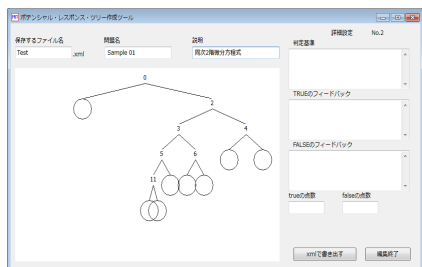 ポテンシャル・レスポンス・ツリー作成ツール
保存するファイル名
問題名
説明
詳細設定
No.2
Test
.xml
Sample 01
同次2階微分方程式
判定基準
TRUEのフィードバック
FALSEのフィードバック
trueの点数
falseの点数
0
2
3
4
5
6
11
xmlで書き出す
編集終了